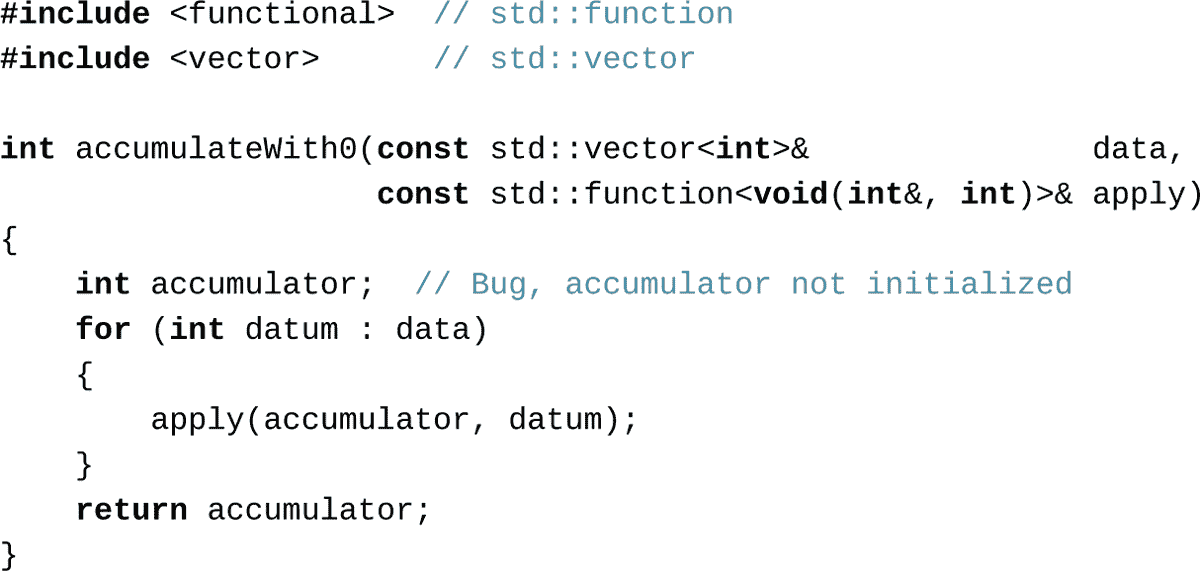 #include <functional>  // std::function
#include <vector>      // std::vector

int accumulateWith0(const std::vector<int>&               data,
                    const std::function<void(int&, int)>& apply)
{
    int accumulator;  // Bug, accumulator not initialized
    for (int datum : data)
    {
        apply(accumulator, datum);
    }
    return accumulator;
}